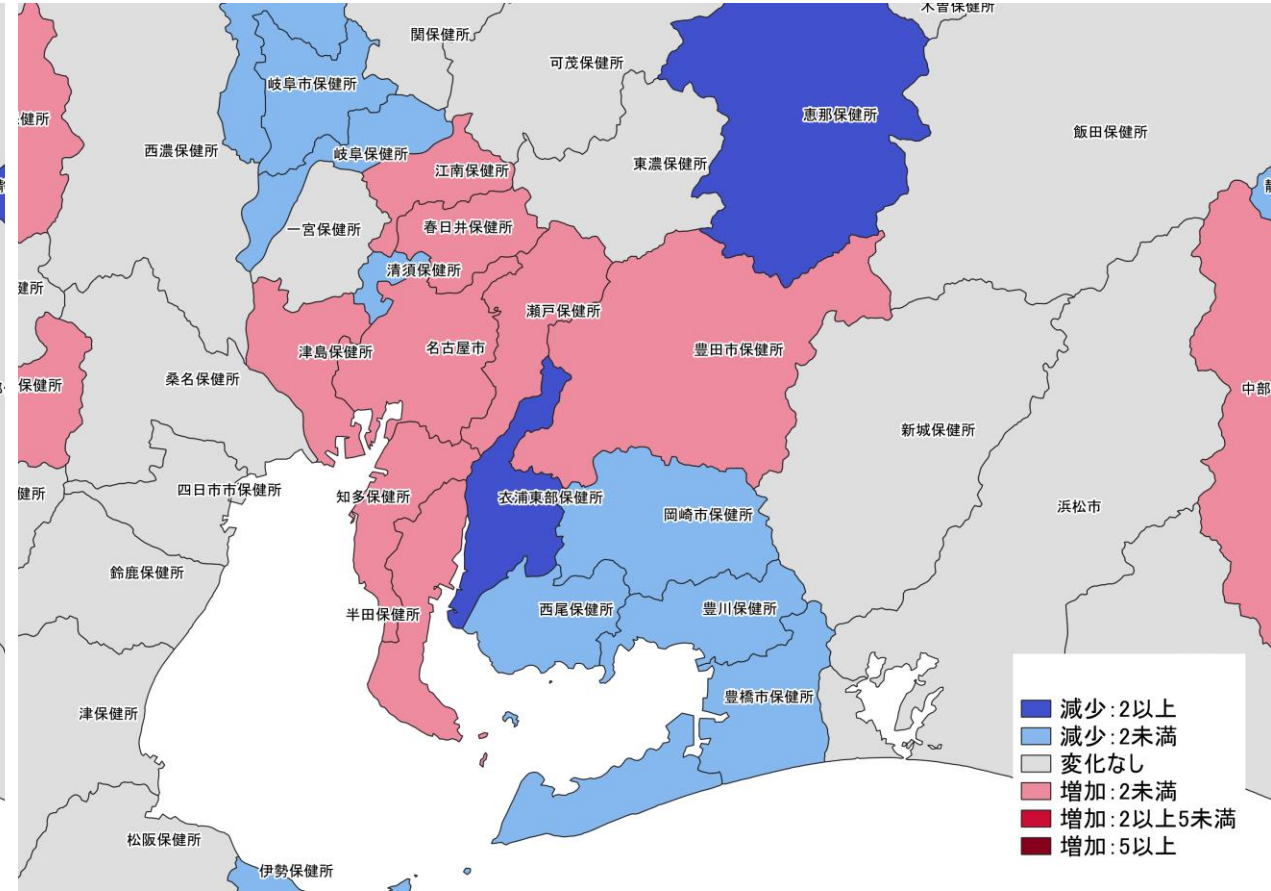 木曽保健所
関保健所
可茂保健所
岐阜市保健所
恵那保健所
健所
飯田保健所
西濃保健所
岐阜保健所
東濃保健所
江南保健所
一宮保健所
春日井保健所
清須保健所
健所
瀬戸保健所
津島保健所
名古屋市
豊田市保健所
桑名保健所
保健所
中部
新城保健所
四日市市保健所
健所
知多保健所
衣浦東部保健所
岡崎市保健所
浜松市
鈴鹿保健所
半田保健所
西尾保健所
豊川保健所
豊橋市保健所
津保健所
松阪保健所
伊勢保健所
減少：2以上
減少：2未満
変化なし
増加：2未満
増加：2以上5未満
増加：5以上